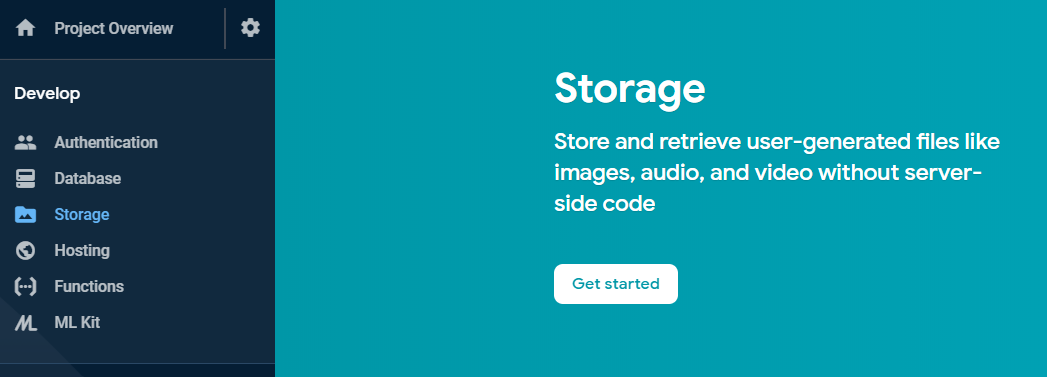 Project Overview
Develop
Authentication
Database
Storage
Hosting
Functions
ML Kit
Storage
Store and retrieve user-generated files like
images, audio, and video without server-
side code
Get started